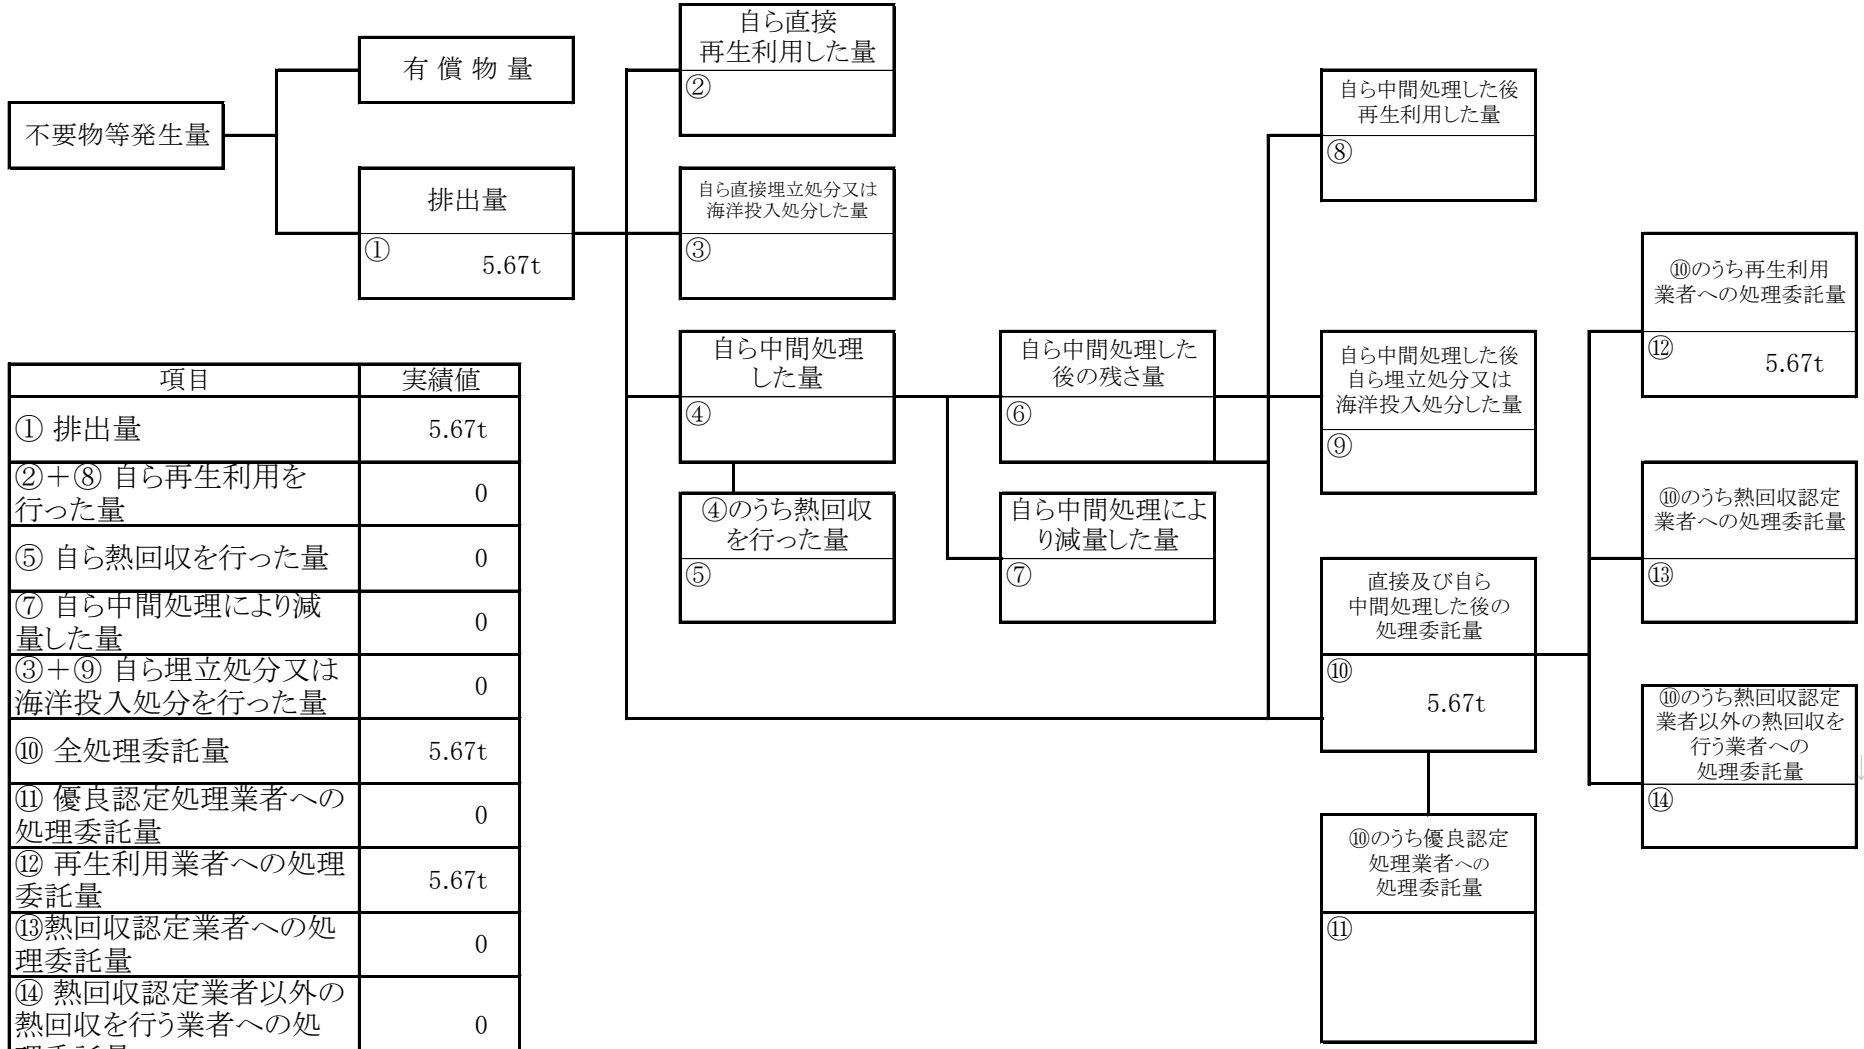 不要物等発生量
有 償 物 量
排出量
①
5.67t
自ら直接
再生利用した量
②
自ら直接埋立処分又は
海洋投入処分した量
③
自ら中間処理
した量
④
④のうち熱回収
を行った量
⑤
自ら中間処理した
後の残さ量
⑥
自ら中間処理によ
り減量した量
⑦
自ら中間処理した後
再生利用した量
⑧
自ら中間処理した後
自ら埋立処分又は
海洋投入処分した量
⑨
直接及び自ら
中間処理した後の
処理委託量
⑩
5.67t
⑩のうち優良認定
処理業者への
処理委託量
⑪
⑩のうち再生利用
業者への処理委託量
⑫
5.67t
⑩のうち熱回収認定
業者への処理委託量
⑬
⑩のうち熱回収認定
業者以外の熱回収を
行う業者への
処理委託量
⑭
項目 実績値
① 排出量 5.67t
②＋⑧ 自ら再生利用を
行った量
0
⑤ 自ら熱回収を行った量 0
⑦ 自ら中間処理により減
量した量
0
③＋⑨ 自ら埋立処分又は
海洋投入処分を行った量
0
⑩ 全処理委託量 5.67t
⑪ 優良認定処理業者への
処理委託量
0
⑫ 再生利用業者への処理
委託量
5.67t
⑬熱回収認定業者への処
理委託量
0
⑭ 熱回収認定業者以外の
熱回収を行う業者への処
0